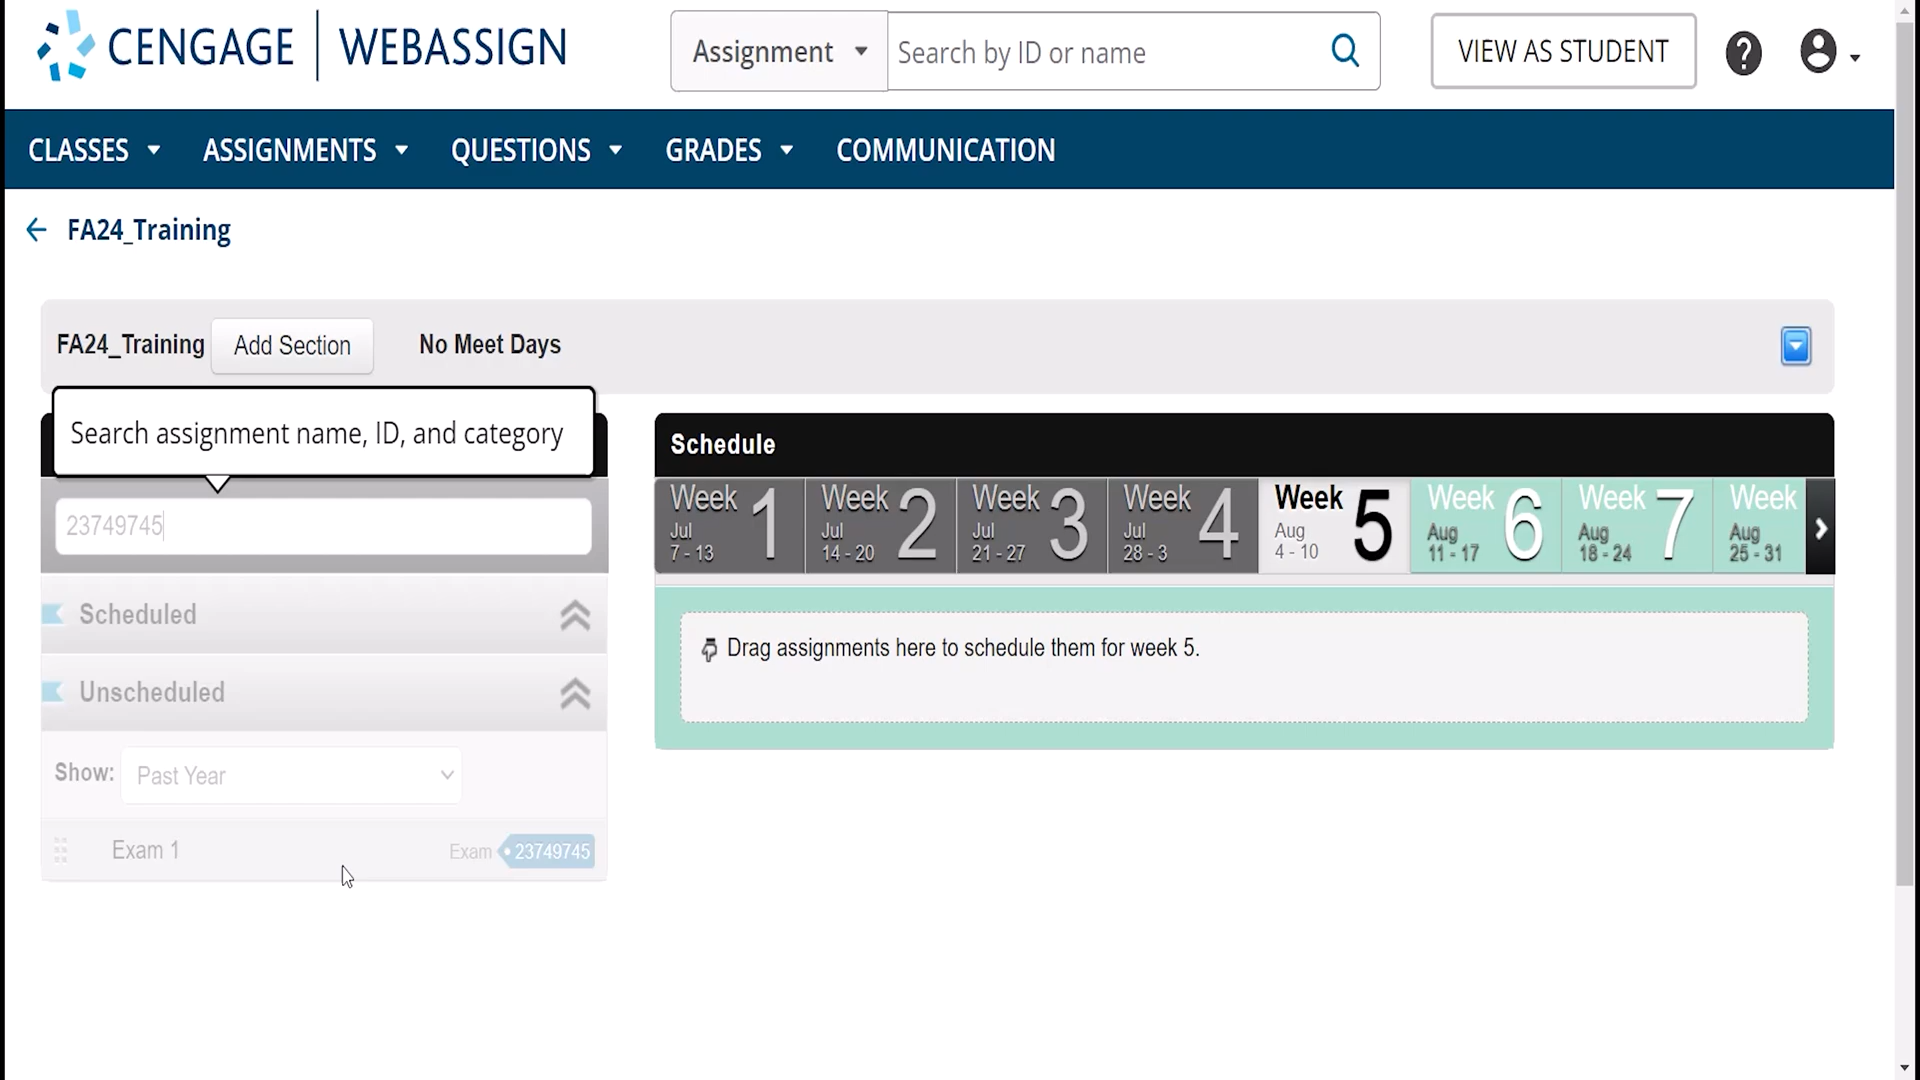 CENGAGE | WEBASSIGN
Assignment
Search by ID or name
VIEW AS STUDENT
?
CLASSES
ASSIGNMENTS
QUESTIONS
GRADES
COMMUNICATION
FA24_Training
FA24_Training
Add Section
No Meet Days
Search assignment name, ID, and category
23749745
Scheduled
Unscheduled
Show:
Past Year
Exam 1
Exam
23749745
Schedule
Week 1
Jul
7 - 13
Week 2
Jul
14 - 20
Week 3
Jul
21 - 27
Week 4
Jul
28 - 3
Week 5
Aug
4 - 10
Week 6
Aug
11 - 17
Week 7
Aug
18 - 24
Week
Aug
25 - 31
Drag assignments here to schedule them for week 5.